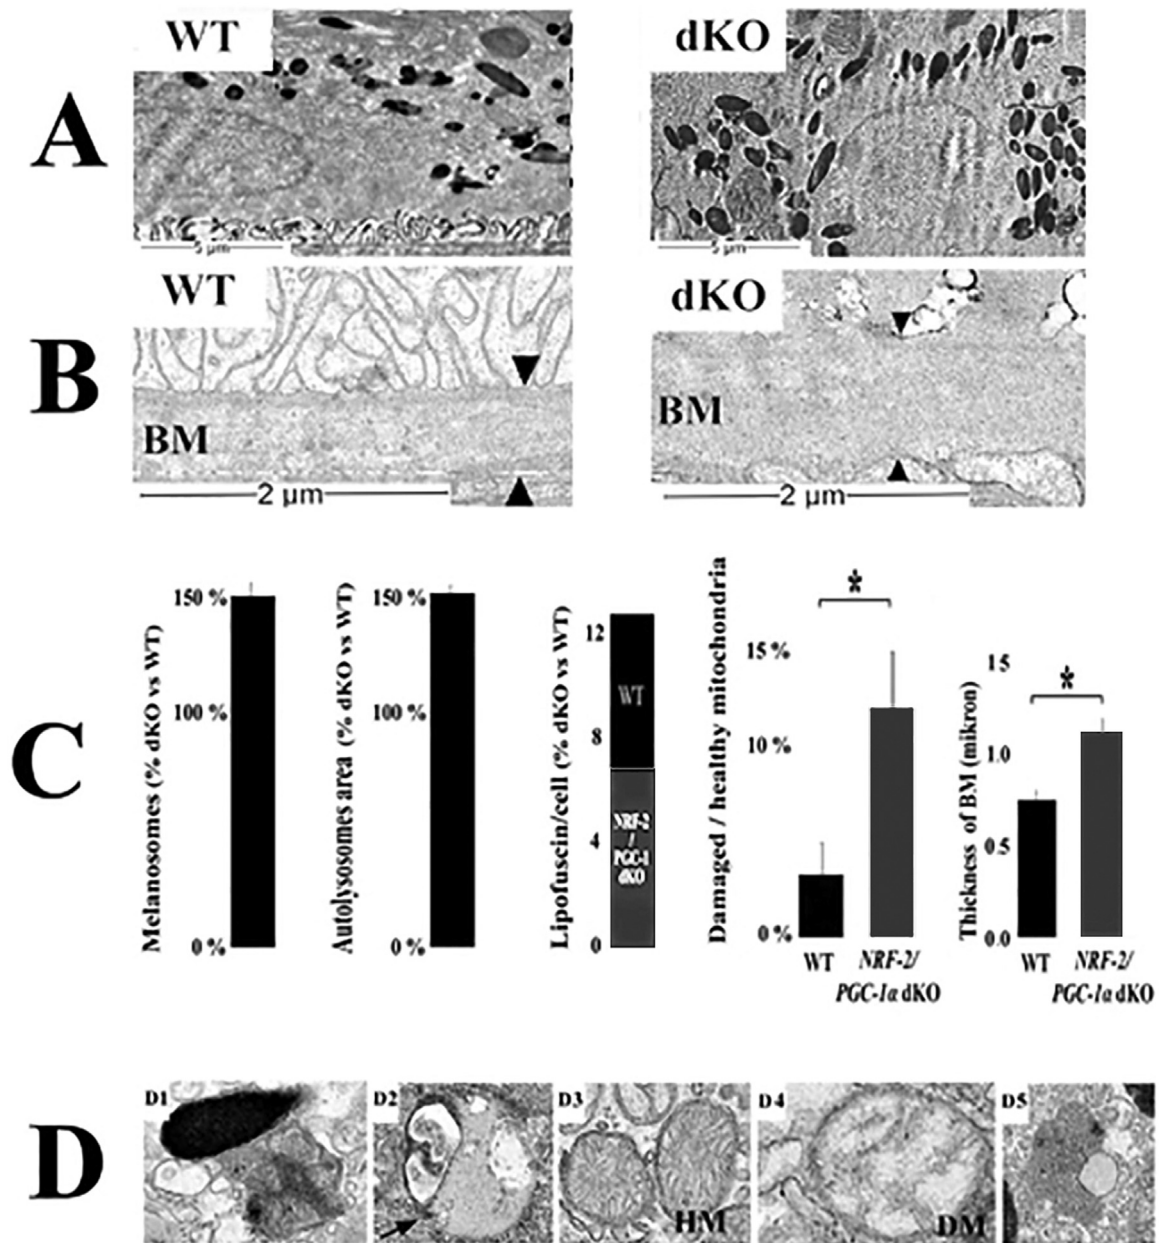 A
WT
5 µm
dKO
5 µm
B
WT
BM
2 µm
dKO
BM
2 µm
C
Melanosomes (% dKO vs WT)
150 %
100 %
0 %
Autolysosomes area (% dKO vs WT)
150 %
100 %
0 %
Lipofuscin/cell (% dKO vs WT)
12
8
4
0
WT
NRF-2
/
PGC-1
dKO
Damaged / healthy mitochondria
15 %
10 %
0 %
*
WT
NRF-2/
PGC-1α dKO
Thickness of BM (mikron)
15
1.0
0.5
0.0
*
WT
NRF-2/
PGC-1α dKO
D
D1
D2
D3
HM
D4
DM
D5